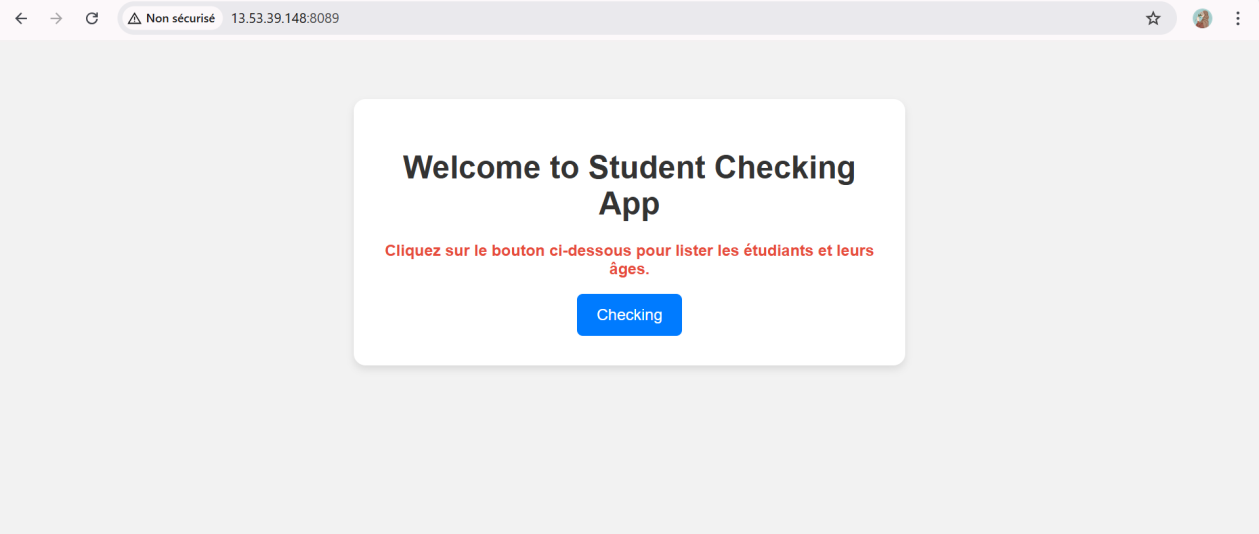 Non sécurisé 13.53.39.148:8089
Welcome to Student Checking
App
Cliquez sur le bouton ci-dessous pour lister les étudiants et leurs
âges.
Checking